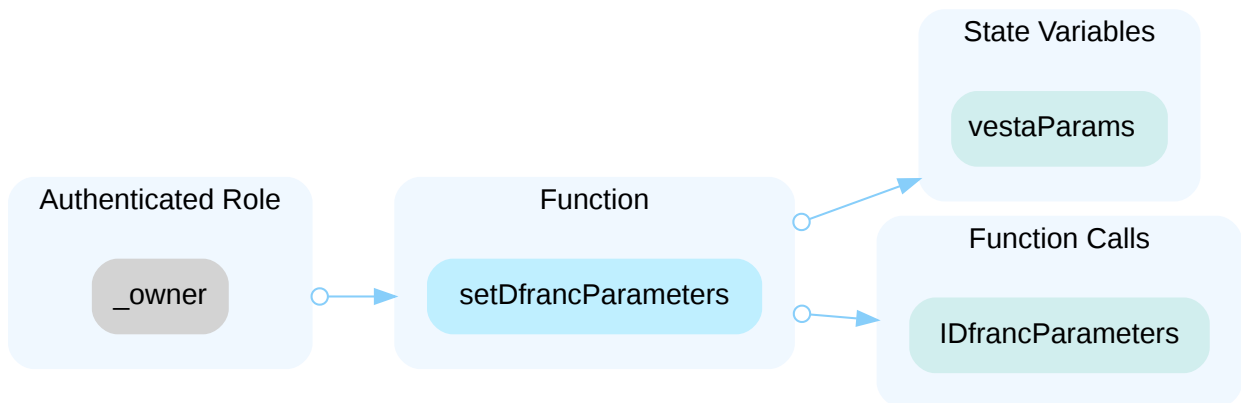 Authenticated Role
_owner
Function
setDfrancParameters
State Variables
vestaParams
Function Calls
IDfrancParameters